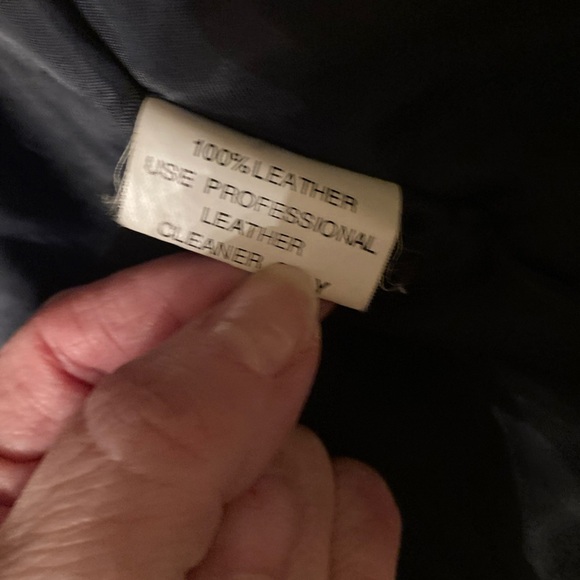 100% LEATHER
USE PROFESSIONAL
LEATHER
CLEANER